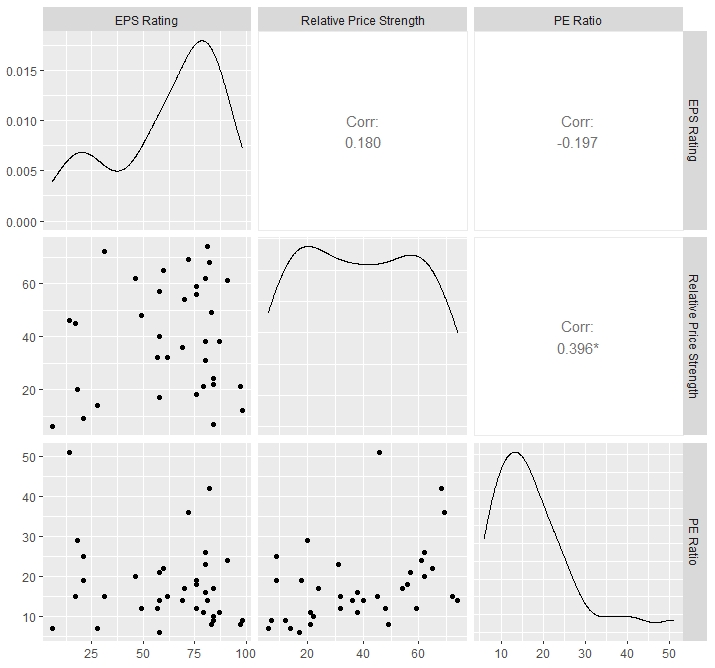 EPS Rating Relative Price Strength PE Ratio
0.015
0.010
0.005
0.000
Corr:
0.180
Corr:
-0.197
EPS Rating
60
40
20
Corr:
0.396*
Relative Price Strength
50
40
30
20
10
PE Ratio
25 50 75 100 20 40 60 10 20 30 40 50